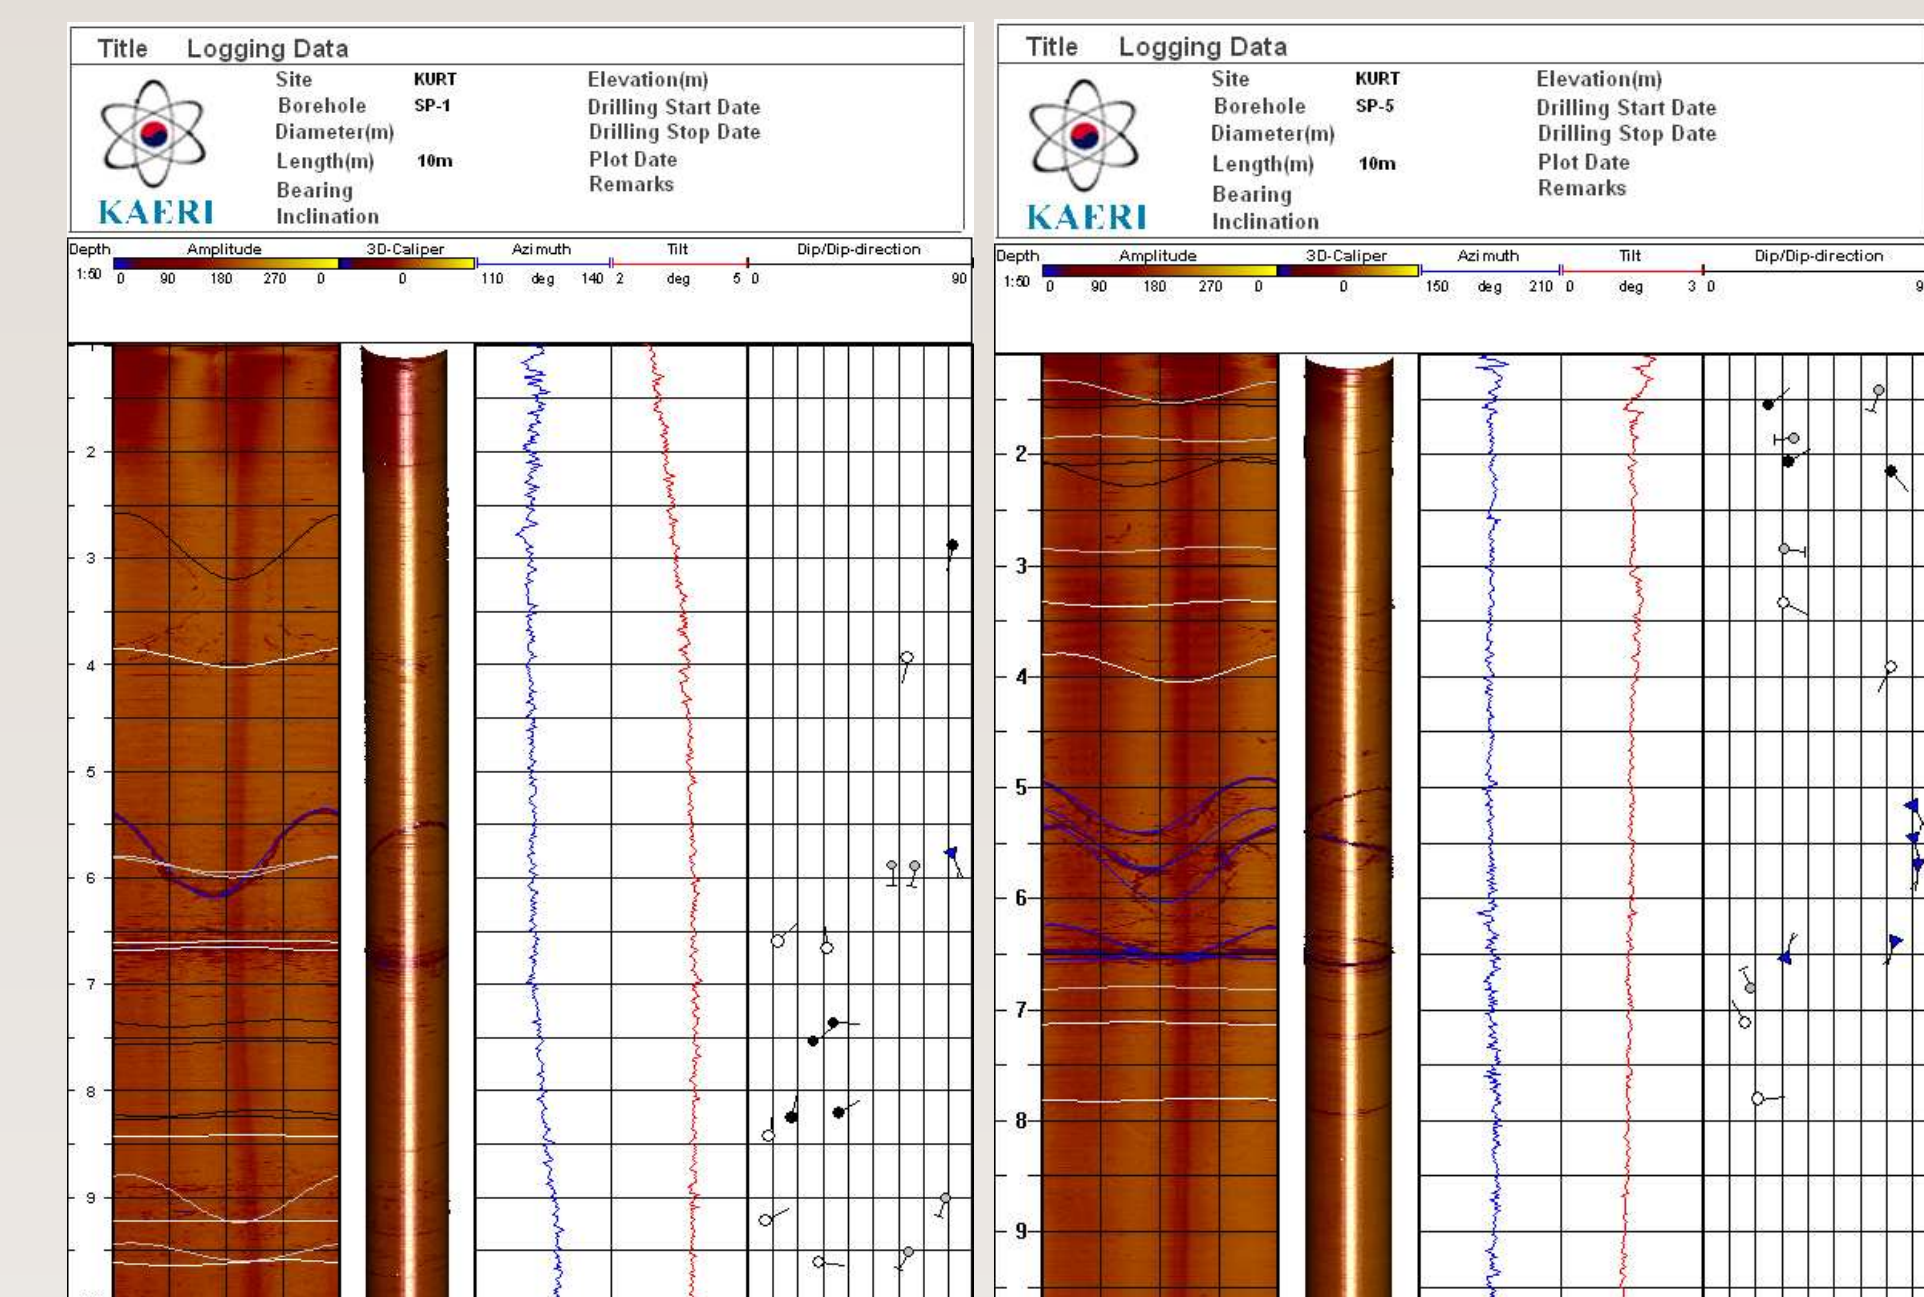 Title Logging Data
Site KURT Elevation(m)
Borehole SP-1 Drilling Start Date
Diameter(m) Drilling Stop Date
Length(m) 10m Plot Date
Bearing Remarks
Inclination
KAERI
Depth Amplitude 3D-Caliper Azimuth Tilt Dip/Dip-direction
1:50 0 90 180 270 0 0 110 deg 140 2 deg 5 0 90
1
2
3
4
5
6
7
8
9
Title Logging Data
Site KURT Elevation(m)
Borehole SP-5 Drilling Start Date
Diameter(m) Drilling Stop Date
Length(m) 10m Plot Date
Bearing Remarks
Inclination
KAERI
Depth Amplitude 3D-Caliper Azimuth Tilt Dip/Dip-direction
1:50 0 90 180 270 0 0 150 deg 210 0 deg 3 0 9
2
3
4
5
6
7
8
9